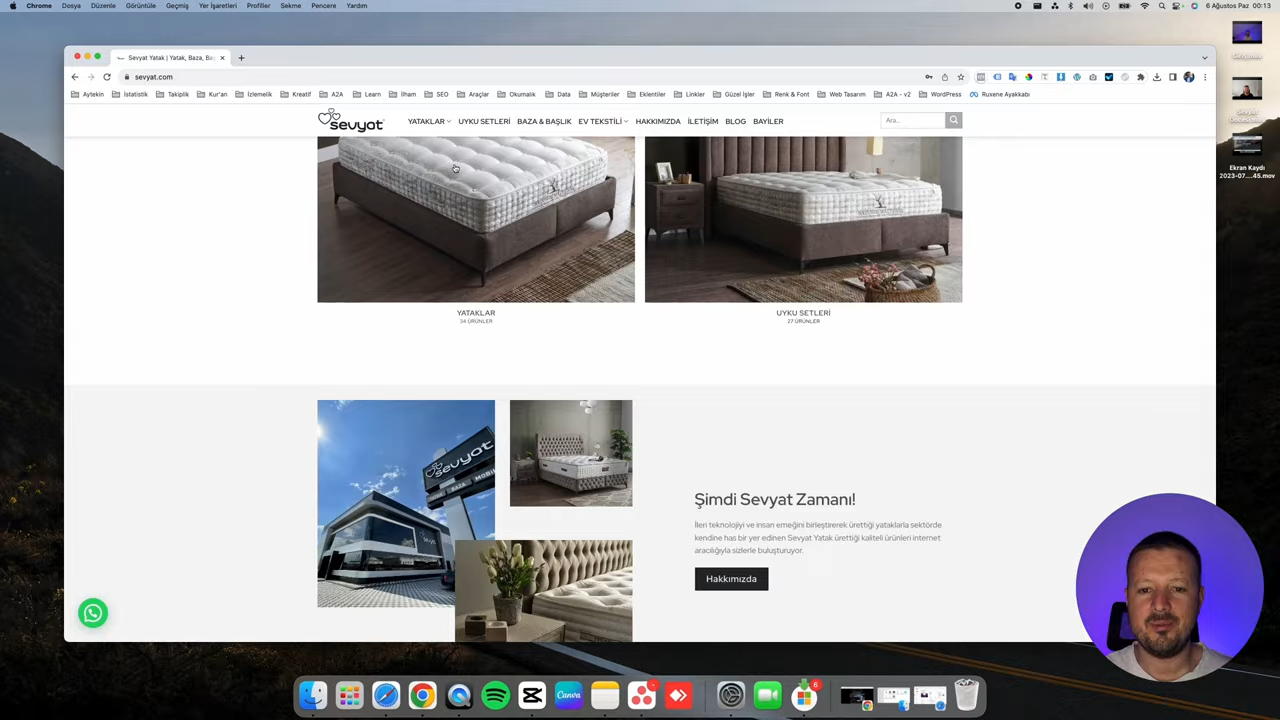 Chrome Dosya Düzenle Görüntüle Geçmiş Yer İşaretleri Profiller Sekme Pencere Yardım
6 Ağustos Paz 00:13
Sevyat Yatak | Yatak, Baza, Ba
sevyat.com
Aytekin İstatistik Takiplik Kur'an İzlemelik Kreatif A2A Learn İlham SEO Araçlar Okumalık Data Müşteriler Eklentiler Linkler Güzel İşler Renk & Font Web Tasarım A2A - v2 WordPress Ruxene Ayakkabı
sevyat
YATAKLAR UYKU SETLERİ BAZA & BAŞLIK EV TEKSTİLİ HAKKIMIZDA İLETİŞİM BLOG BAYİLER
Ara...
Ekran Kaydı
2023-07....45.mov
YATAKLAR
34 ÜRÜNLER
UYKU SETLERİ
27 ÜRÜNLER
sevyat
Şimdi Sevyat Zamanı!
İleri teknolojiyi ve insan emeğini birleştirerek ürettiği yataklarla sektörde
kendine has bir yer edinen Sevyat Yatak ürettiği kaliteli ürünleri internet
aracılığıyla sizlerle buluşturuyor.
Hakkımızda
Canva
6